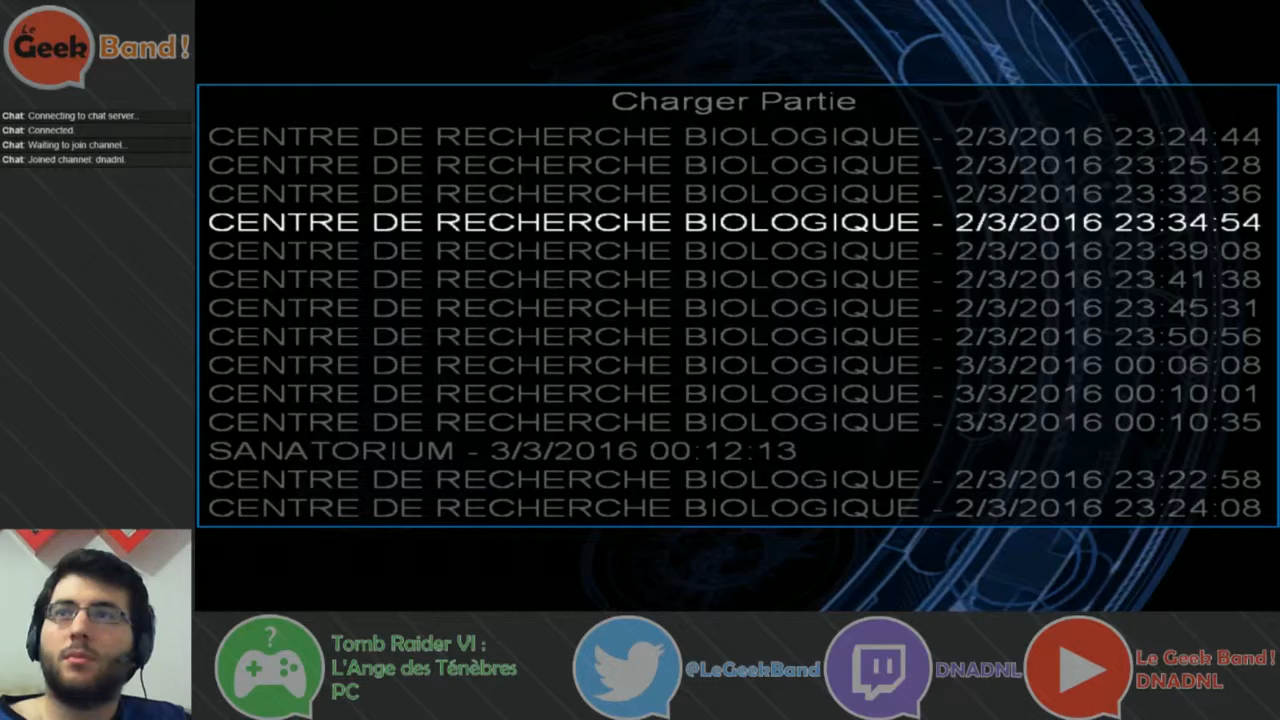 Le
Geek Band !
Chat: Connecting to chat server..
Chat: Connected.
Chat: Waiting to join channel...
Chat: Joined channel: dnadnl.
Charger Partie
CENTRE DE RECHERCHE BIOLOGIQUE - 2/3/2016 23:24:44
CENTRE DE RECHERCHE BIOLOGIQUE - 2/3/2016 23:25:28
CENTRE DE RECHERCHE BIOLOGIQUE - 2/3/2016 23:32:36
CENTRE DE RECHERCHE BIOLOGIQUE - 2/3/2016 23:34:54
CENTRE DE RECHERCHE BIOLOGIQUE - 2/3/2016 23:39:08
CENTRE DE RECHERCHE BIOLOGIQUE - 2/3/2016 23:41:38
CENTRE DE RECHERCHE BIOLOGIQUE - 2/3/2016 23:45:31
CENTRE DE RECHERCHE BIOLOGIQUE - 2/3/2016 23:50:56
CENTRE DE RECHERCHE BIOLOGIQUE - 3/3/2016 00:06:08
CENTRE DE RECHERCHE BIOLOGIQUE - 3/3/2016 00:10:01
CENTRE DE RECHERCHE BIOLOGIQUE - 3/3/2016 00:10:35
SANATORIUM - 3/3/2016 00:12:13
CENTRE DE RECHERCHE BIOLOGIQUE - 2/3/2016 23:22:58
CENTRE DE RECHERCHE BIOLOGIQUE - 2/3/2016 23:24:08
?
Tomb Raider VI :
L'Ange des Ténèbres
PC
@LeGeekBand
DNADNL
Le Geek Band !
DNADNL